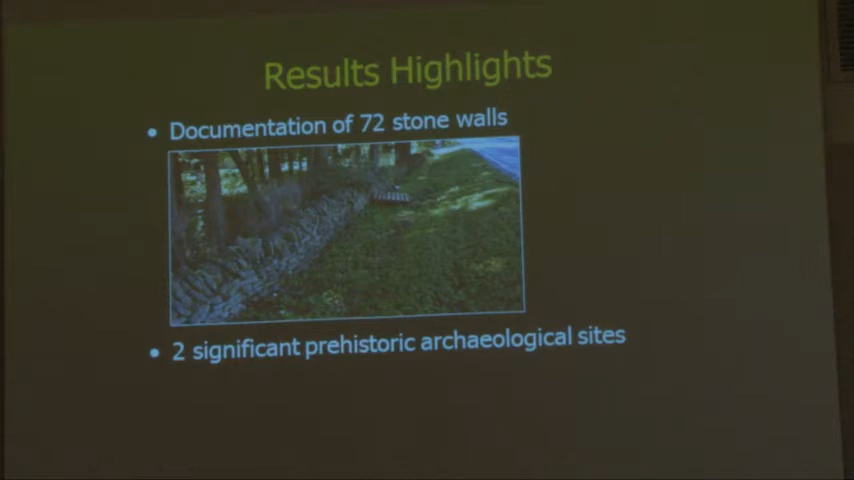 Results Highlights
• Documentation of 72 stone walls
• 2 significant prehistoric archaeological sites